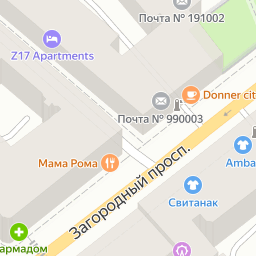 Почта № 191002
Z17 Apartments
Donner cit
Почта № 990003
Amba
Мама Рома
Загородный просп.
Свитанак
армадом